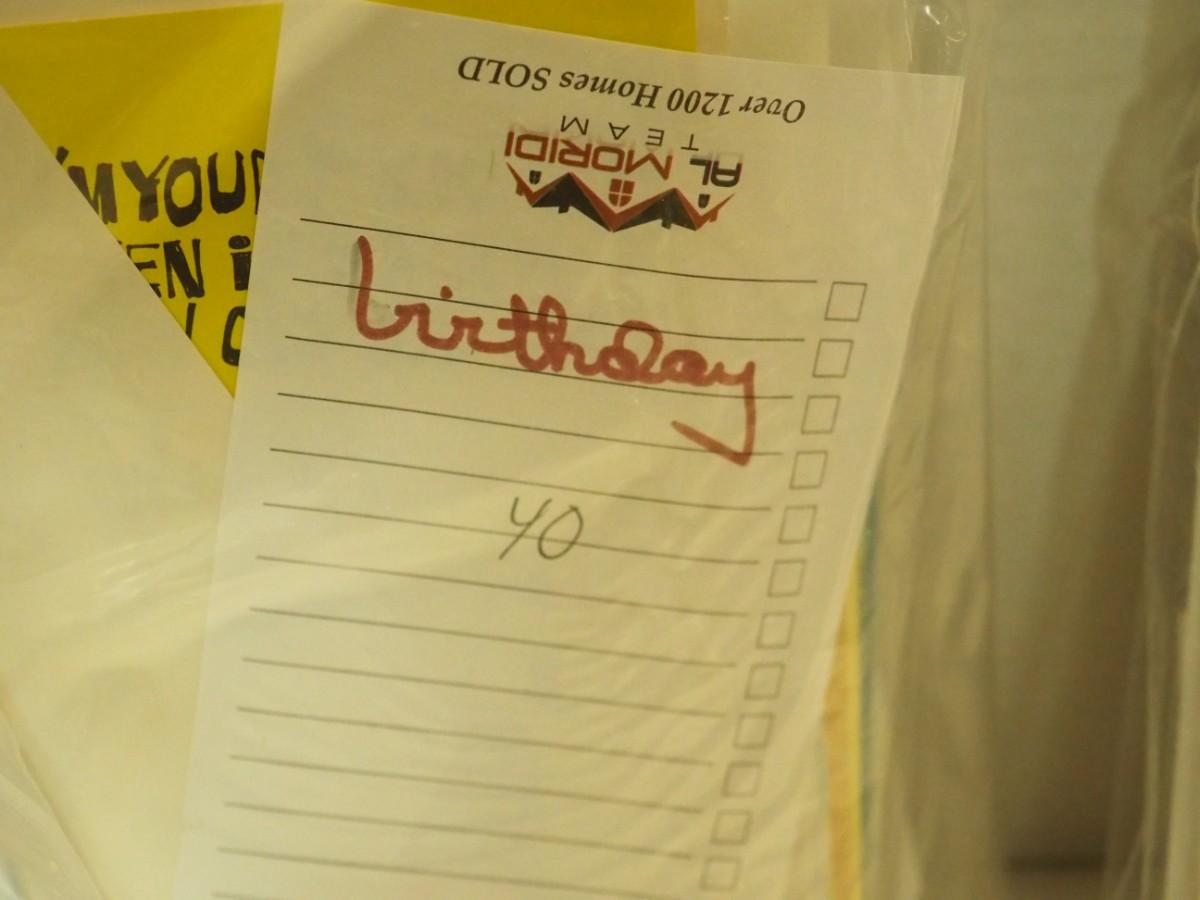 Over 1200 Homes SOLD
AL MORIDI
TEAM
birthday
40